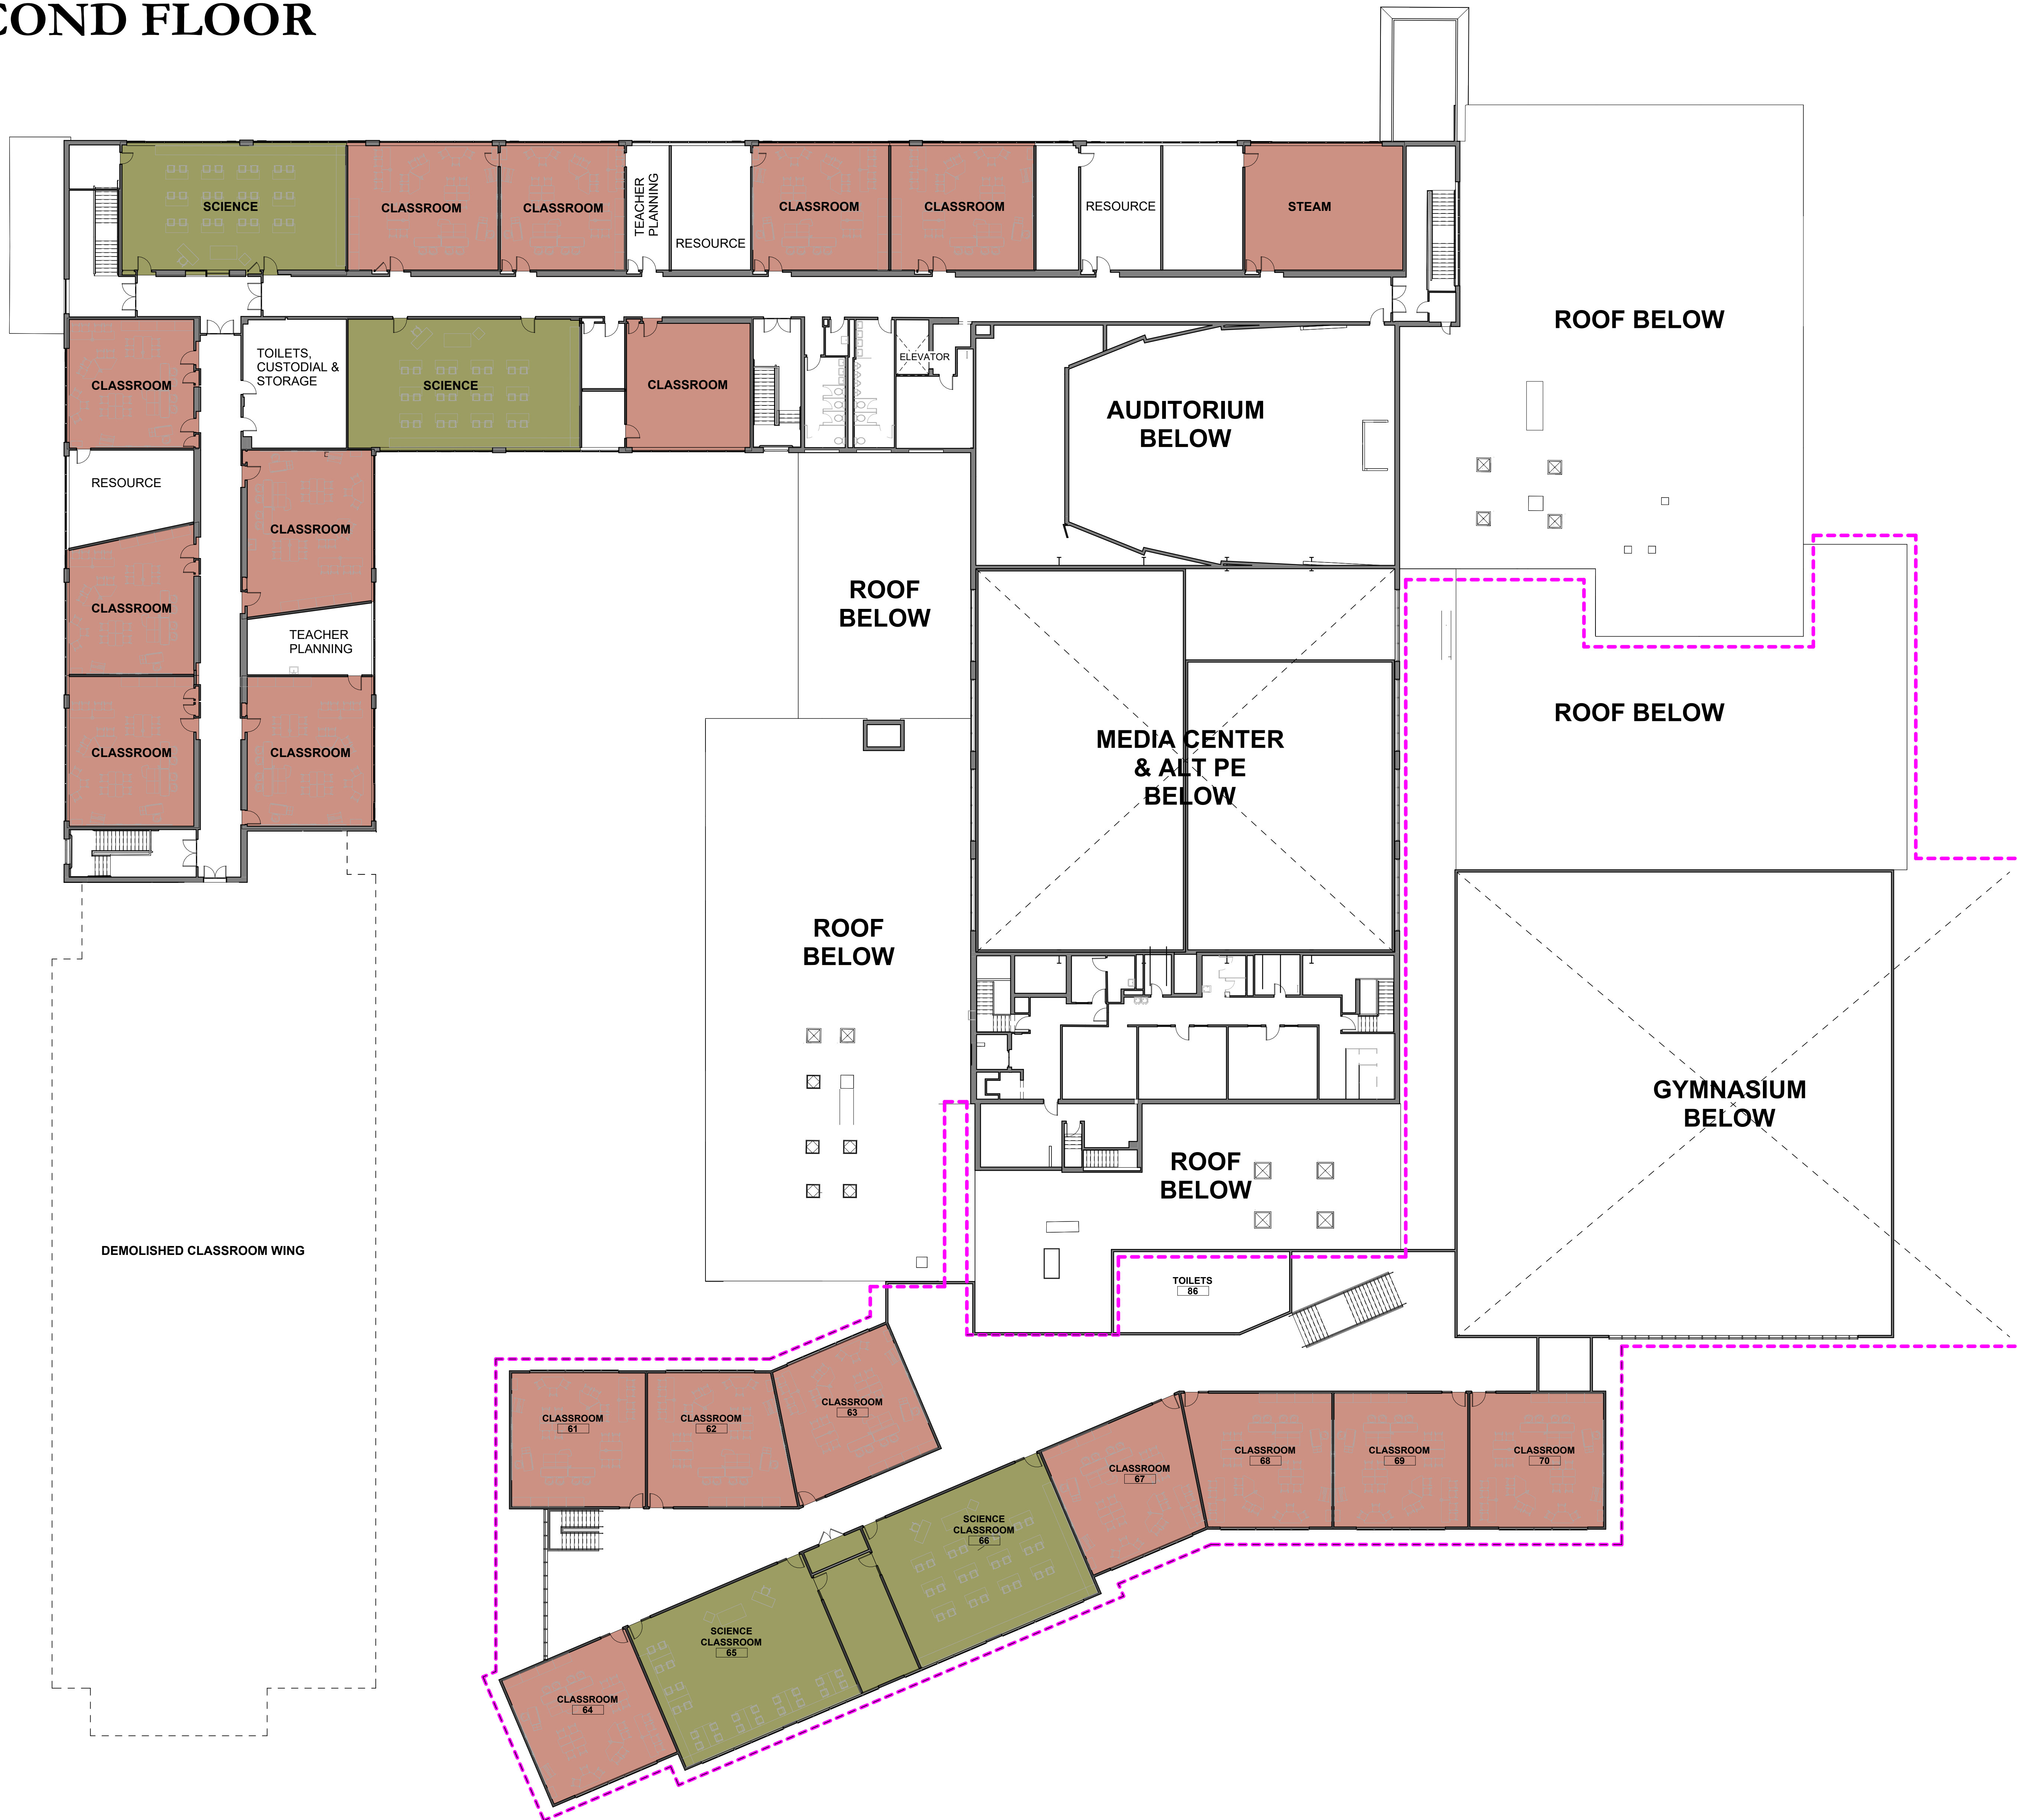 COND FLOOR
SCIENCE
CLASSROOM
CLASSROOM
TEACHER
PLANNING
RESOURCE
CLASSROOM
CLASSROOM
RESOURCE
STEAM
ROOF BELOW
CLASSROOM
TOILETS,
CUSTODIAL &
STORAGE
SCIENCE
CLASSROOM
ELEVATOR
AUDITORIUM
BELOW
RESOURCE
CLASSROOM
CLASSROOM
TEACHER
PLANNING
ROOF
BELOW
ROOF BELOW
CLASSROOM
CLASSROOM
MEDIA CENTER
& ALT PE
BELOW
ROOF
BELOW
GYMNASIUM
BELOW
ROOF
BELOW
DEMOLISHED CLASSROOM WING
TOILETS
86
CLASSROOM
61
CLASSROOM
62
CLASSROOM
63
CLASSROOM
67
CLASSROOM
68
CLASSROOM
69
CLASSROOM
70
SCIENCE
CLASSROOM
66
SCIENCE
CLASSROOM
65
CLASSROOM
64